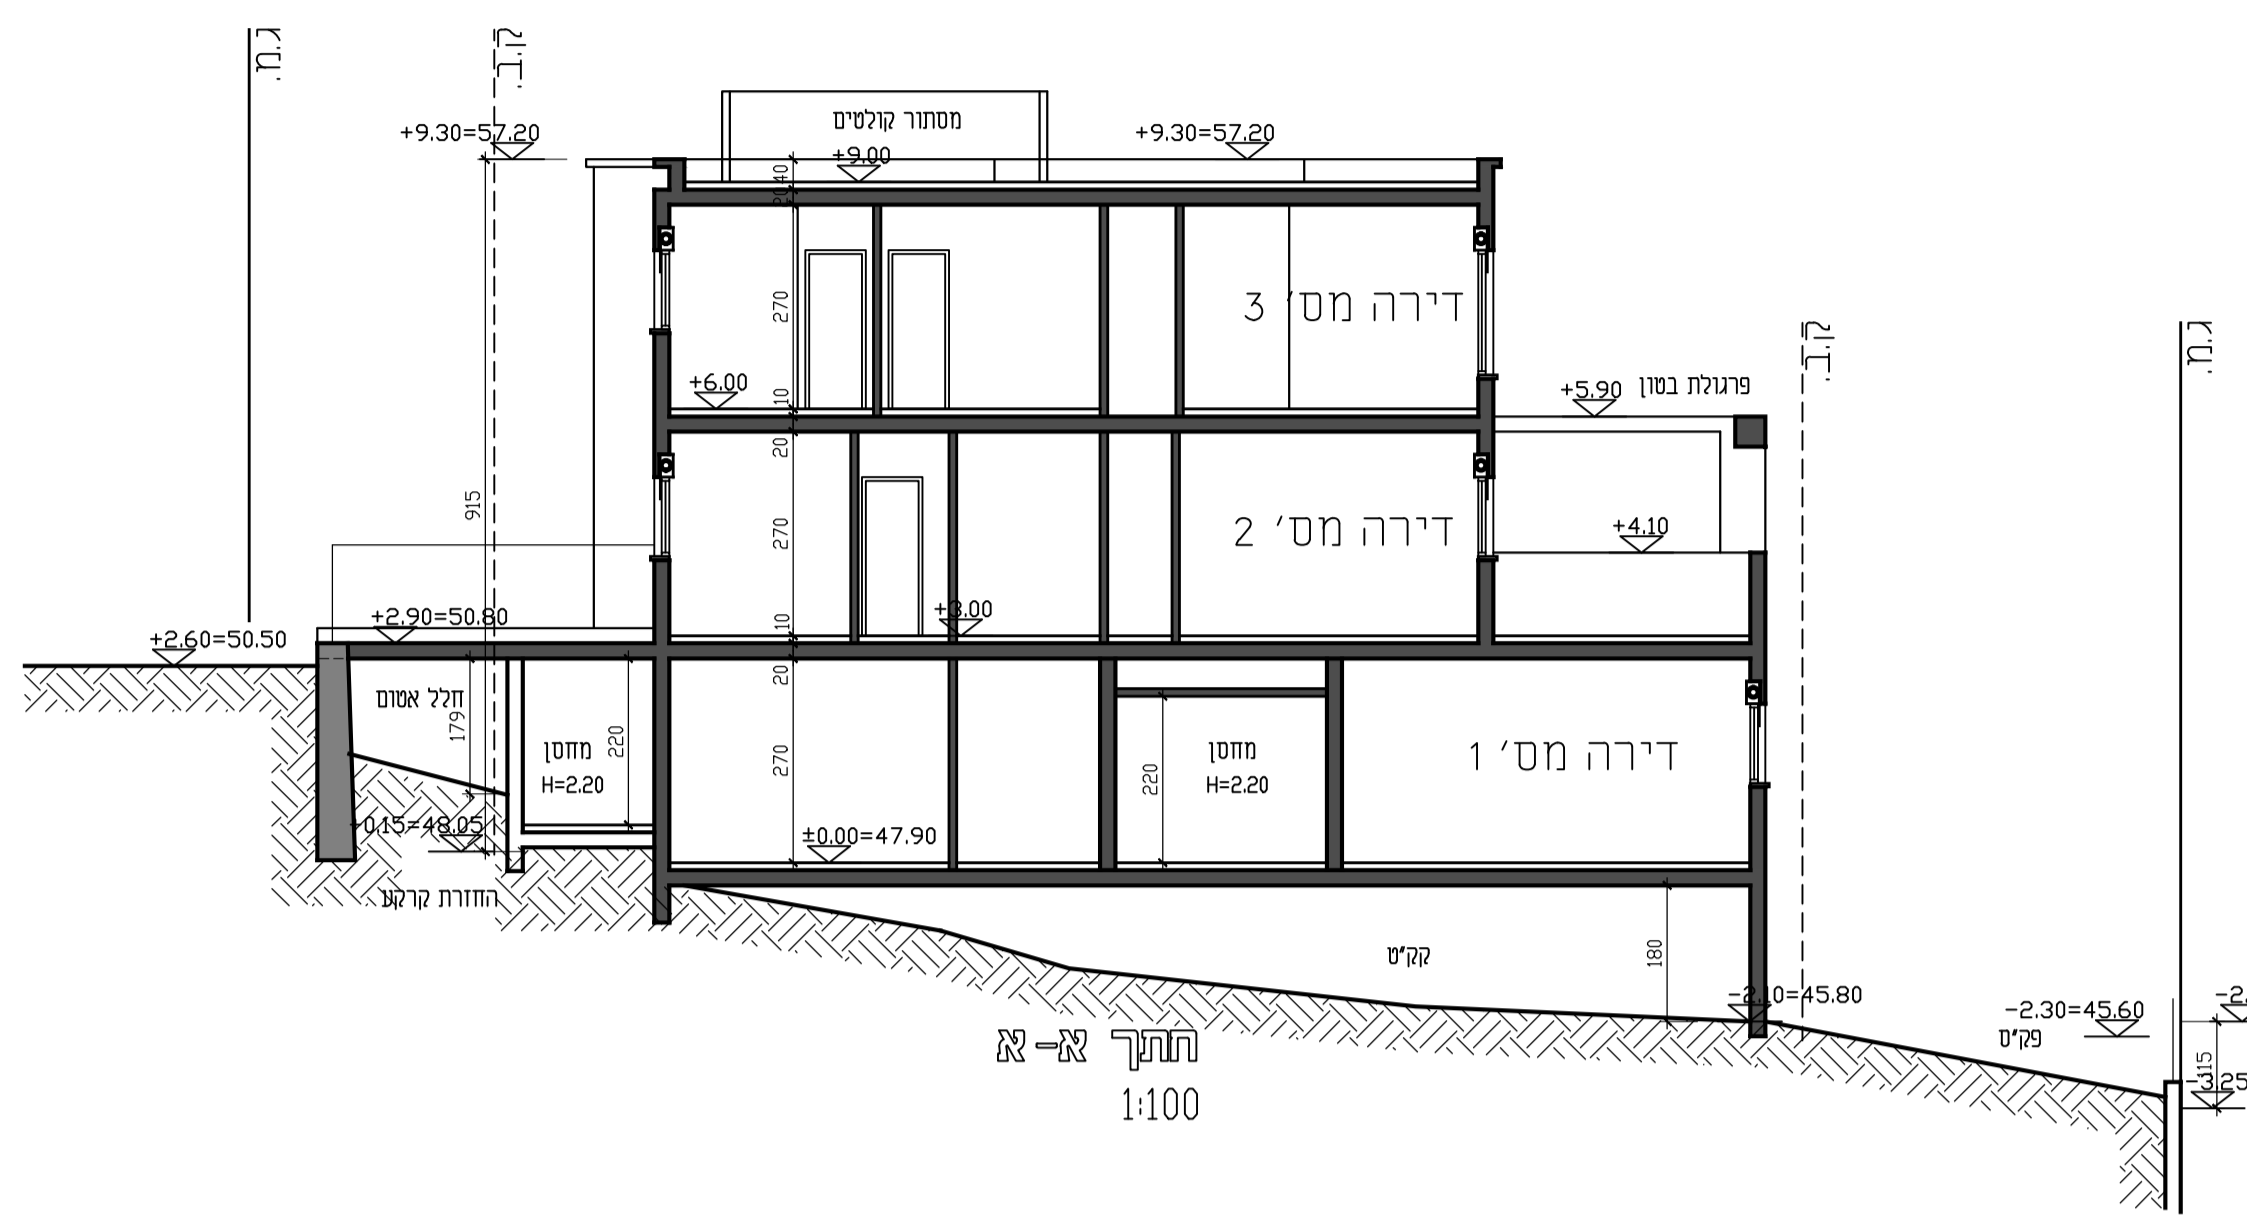 ג.מ.
ק.ב.
מסתור קולטים
+9.30=57.20
+9.00
+9.30=57.20
40
20
דירה מס' 3
270
ק.ב.
ג.מ.
+6.00
10
+5.90
פרגולת בטון
20
915
דירה מס' 2
270
+4.10
+2.90=50.80
+3.00
10
+2.60=50.50
20
חלל אטום
179
מחסן
H=2.20
220
270
מחסן
H=2.20
220
דירה מס' 1
+0.15=48.05
±0.00=47.90
החזרת קרקע
קק"ט
180
-2.10=45.80
-2.30=45.60
פק"ס
-2.
115
-3.25
חתך א-א
1:100